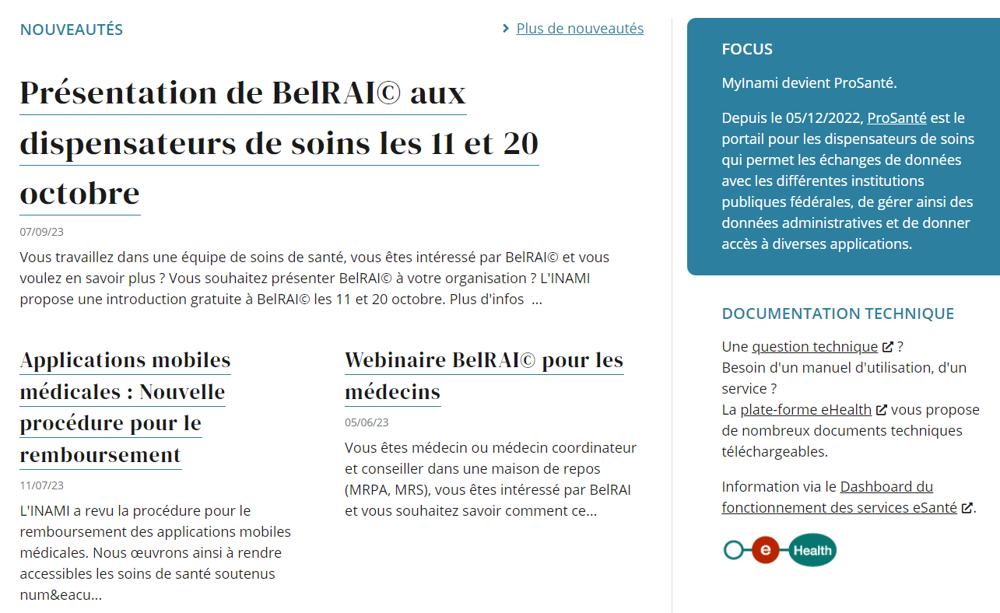 NOUVEAUTÉS
Plus de nouveautés
Présentation de BelRAI© aux
dispensateurs de soins les 11 et 20
octobre
07/09/23
Vous travaillez dans une équipe de soins de santé, vous êtes intéressé par BelRAI© et vous
voulez en savoir plus ? Vous souhaitez présenter BelRAI© à votre organisation ? L'INAMI
propose une introduction gratuite à BelRAI© les 11 et 20 octobre. Plus d'infos ...
Applications mobiles
médicales : Nouvelle
procédure pour le
remboursement
11/07/23
L'INAMI a revu la procédure pour le
remboursement des applications mobiles
médicales. Nous œuvrons ainsi à rendre
accessibles les soins de santé soutenus
num&eacu...
Webinaire BelRAI© pour les
médecins
05/06/23
Vous êtes médecin ou médecin coordinateur
et conseiller dans une maison de repos
(MRPA, MRS), vous êtes intéressé par BelRAI
et vous souhaitez savoir comment ce...
FOCUS
MyInami devient ProSanté.
Depuis le 05/12/2022, ProSanté est le
portail pour les dispensateurs de soins
qui permet les échanges de données
avec les différentes institutions
publiques fédérales, de gérer ainsi des
données administratives et de donner
accès à diverses applications.
DOCUMENTATION TECHNIQUE
Une question technique ?
Besoin d'un manuel d'utilisation, d'un
service ?
La plate-forme eHealth vous propose
de nombreux documents techniques
téléchargeables.
Information via le Dashboard du
fonctionnement des services eSanté.
e Health